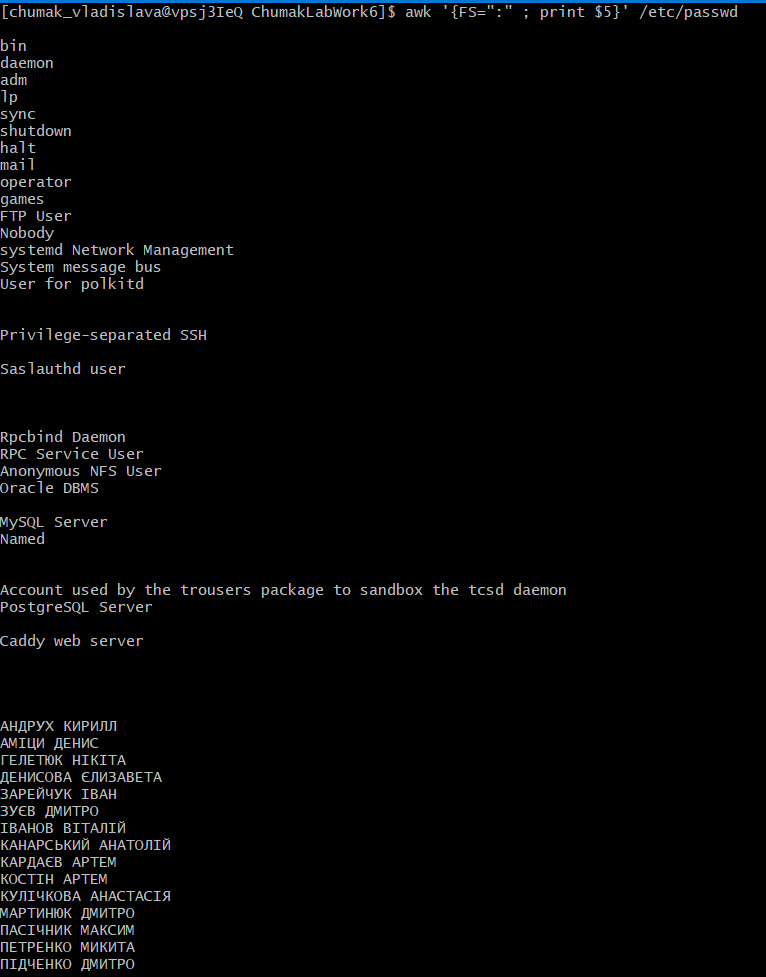 [chumak_vladislava@vpsj3IeQ ChumakLabWork6]$ awk '{FS=":" ; print $5}' /etc/passwd
bin
daemon
adm
lp
sync
shutdown
halt
mail
operator
games
FTP User
Nobody
systemd Network Management
System message bus
User for polkitd
Privilege-separated SSH
Saslauthd user
Rpcbind Daemon
RPC Service User
Anonymous NFS User
Oracle DBMS
MySQL Server
Named
Account used by the trousers package to sandbox the tcsd daemon
PostgreSQL Server
Caddy web server
АНДРУХ КИРИЛЛ
АМІЦИ ДЕНИС
ГЕЛЕТЮК НІКІТА
ДЕНИСОВА ЄЛИЗАВЕТА
ЗАРЕЙЧУК ІВАН
ЗУЄВ ДМИТРО
ІВАНОВ ВІТАЛІЙ
КАНАРСЬКИЙ АНАТОЛІЙ
КАРДАЄВ АРТЕМ
КОСТІН АРТЕМ
КУЛІЧКОВА АНАСТАСІЯ
МАРТИНЮК ДМИТРО
ПАСІЧНИК МАКСИМ
ПЕТРЕНКО МИКИТА
ПІДЧЕНКО ДМИТРО